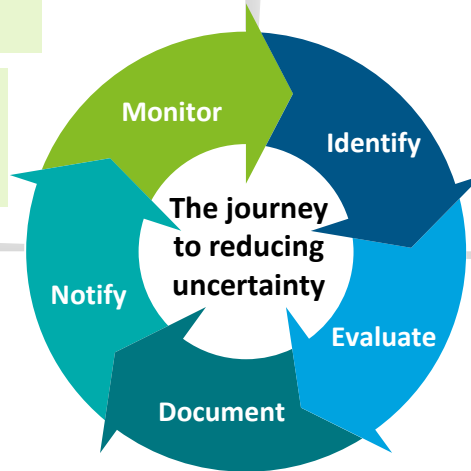 Monitor
Identify
The journey
to reducing
uncertainty
Notify
Evaluate
Document